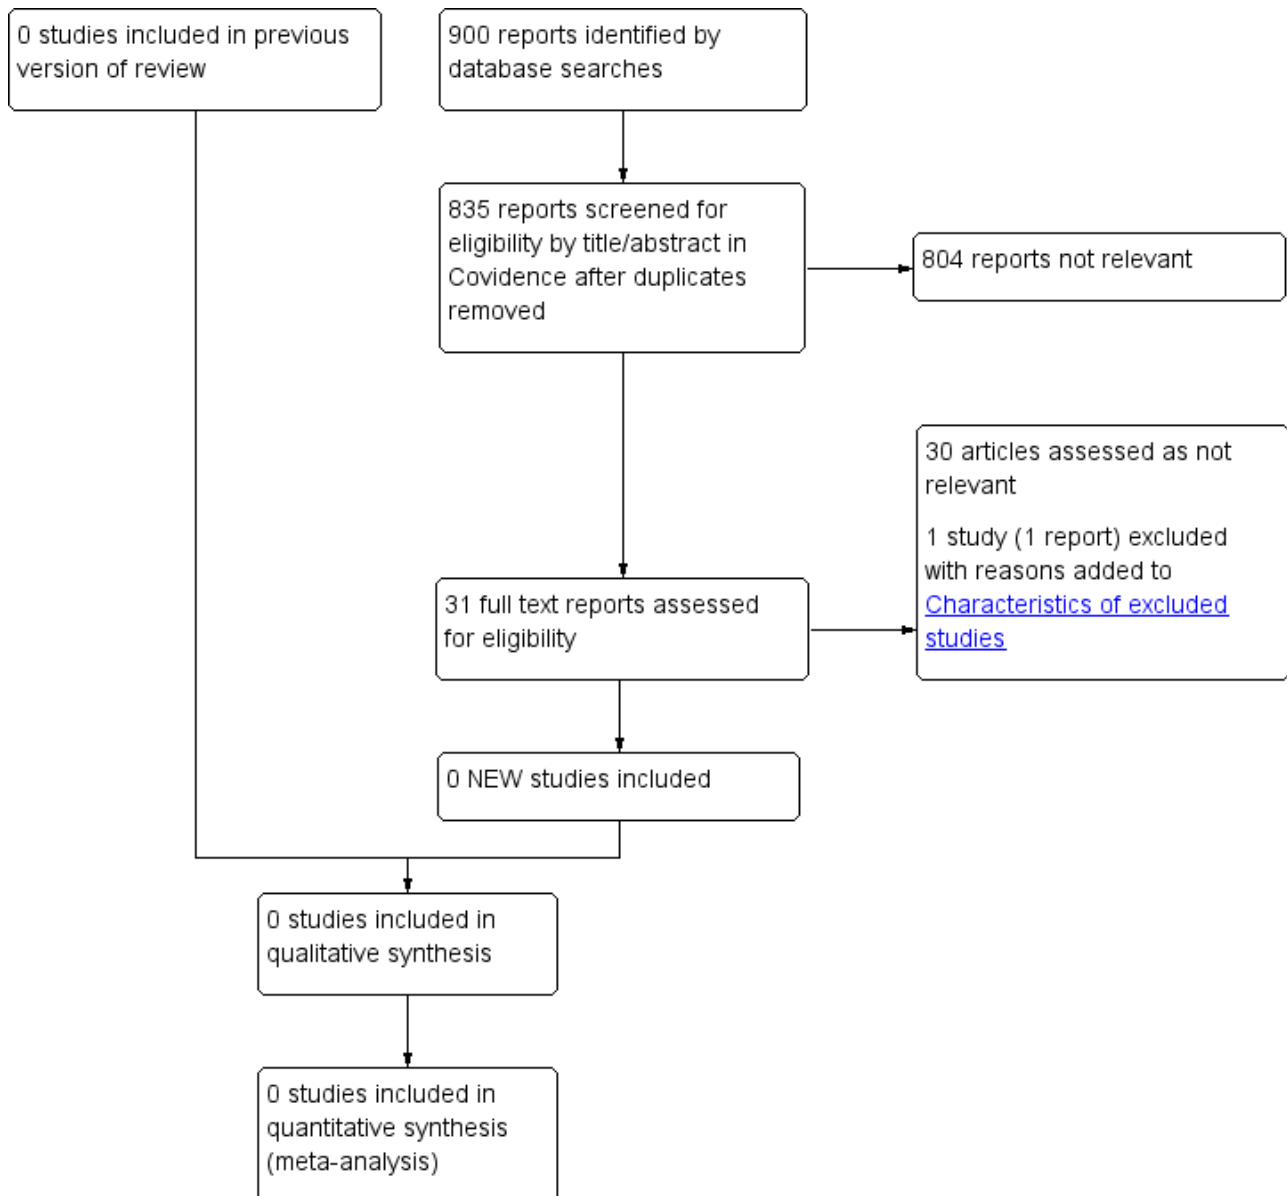 0 studies included in previous
version of review
900 reports identified by
database searches
835 reports screened for
eligibility by title/abstract in
Covidence after duplicates
removed
804 reports not relevant
30 articles assessed as not
relevant
1 study (1 report) excluded
with reasons added to
Characteristics of excluded
studies
31 full text reports assessed
for eligibility
0 NEW studies included
0 studies included in
qualitative synthesis
0 studies included in
quantitative synthesis
(meta-analysis)